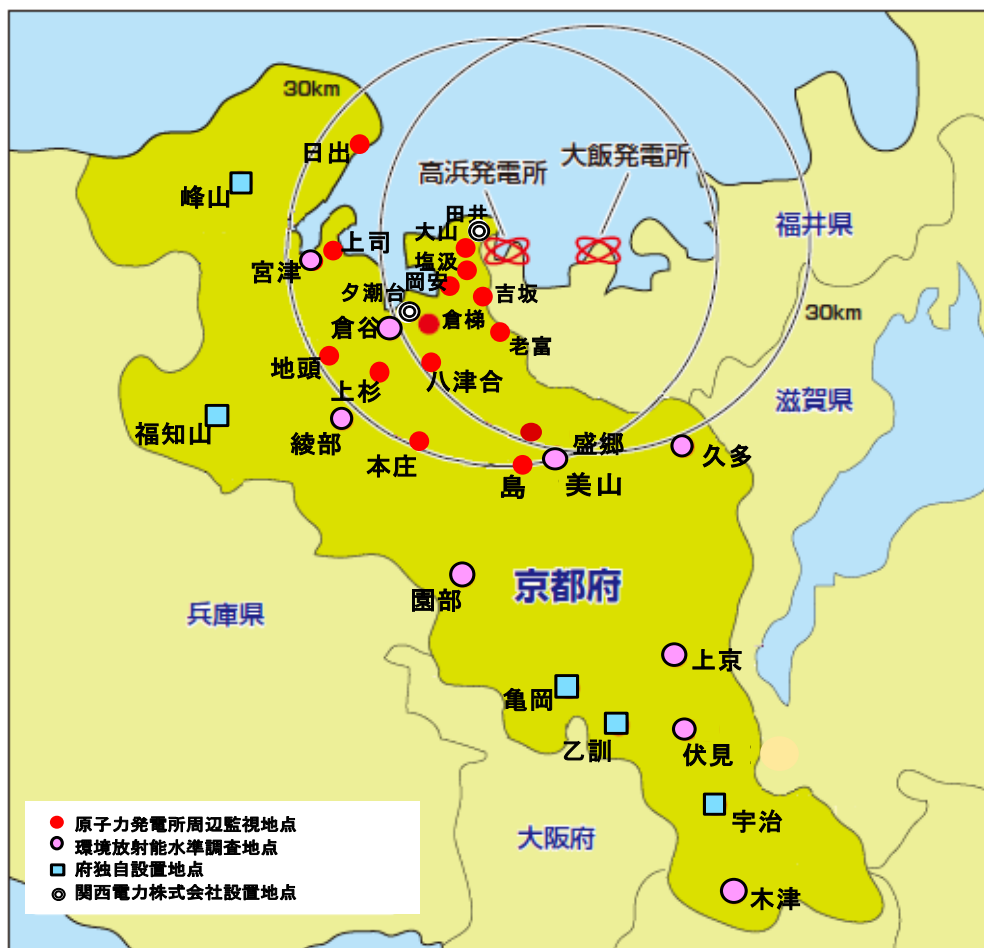 30km
日出
峰山
高浜発電所
大飯発電所
田井
大山
福井県
上司
塩汲
宮津
岡安
夕潮台
吉坂
30km
倉谷
倉梯
老富
地頭
上杉
八津合
滋賀県
福知山
綾部
本庄
盛郷
久多
島
美山
園部
京都府
兵庫県
上京
亀岡
乙訓
伏見
宇治
大阪府
木津
原子力発電所周辺監視地点
環境放射能水準調査地点
府独自設置地点
関西電力株式会社設置地点